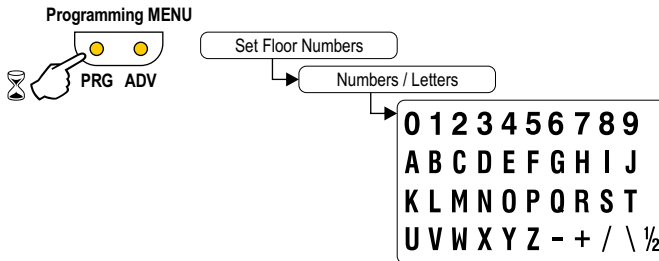 Programming MENU
PRG ADV
Set Floor Numbers
Numbers / Letters
0 1 2 3 4 5 6 7 8 9
A B C D E F G H I J
K L M N O P Q R S T
U V W X Y Z - + / \ ½